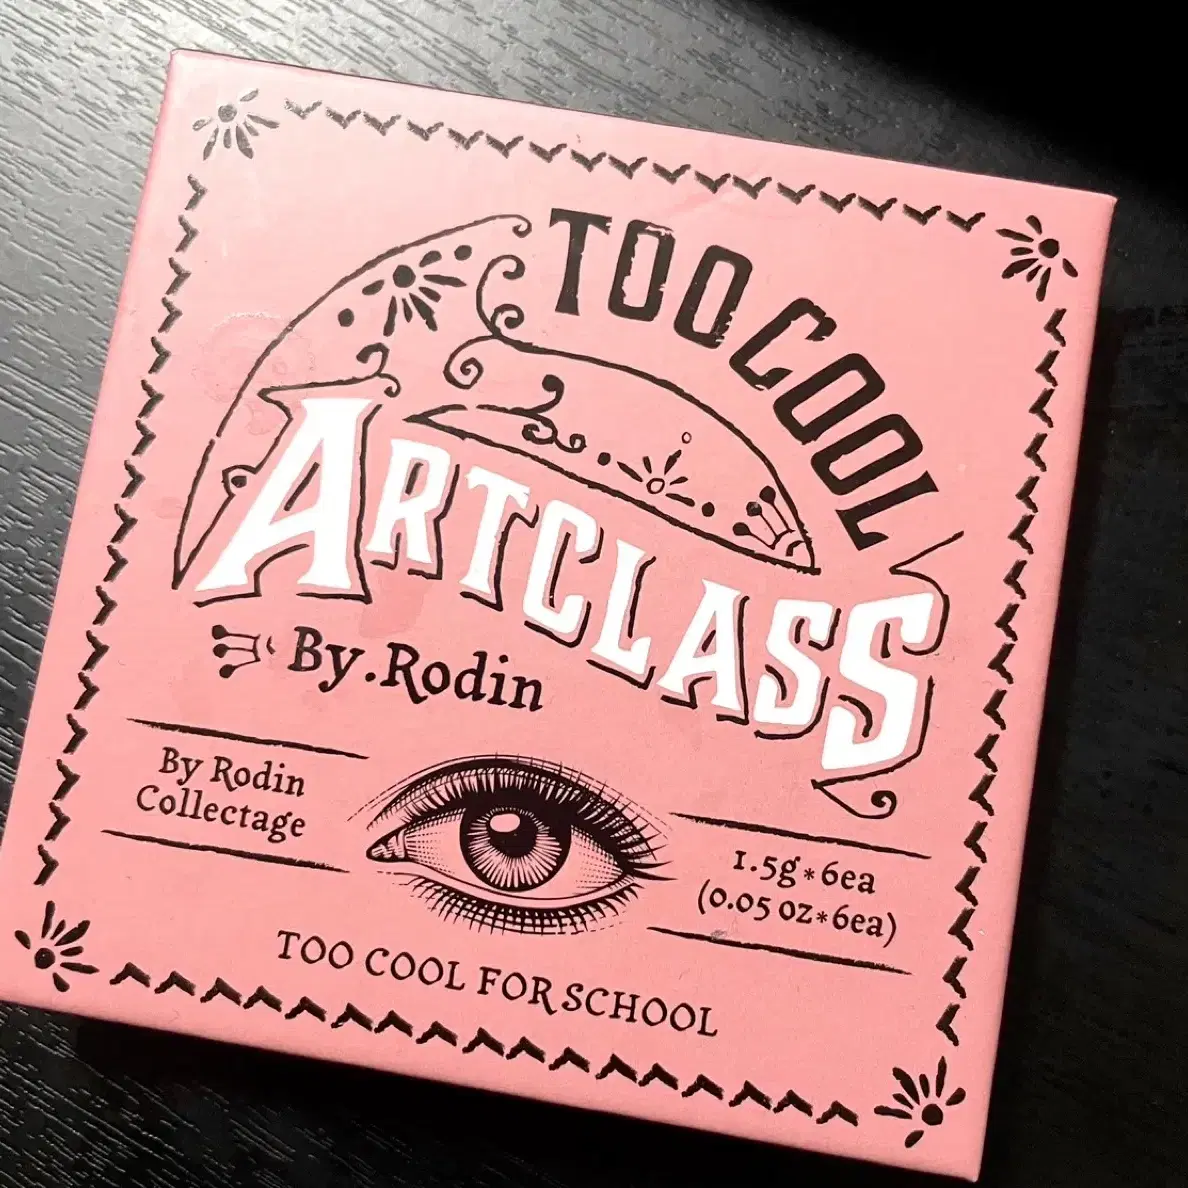 TOO COOL
ARTCLASS
By.Rodin
By Rodin
Collectage
1.5g*6ea
(0.05 oz*6ea)
TOO COOL FOR SCHOOL